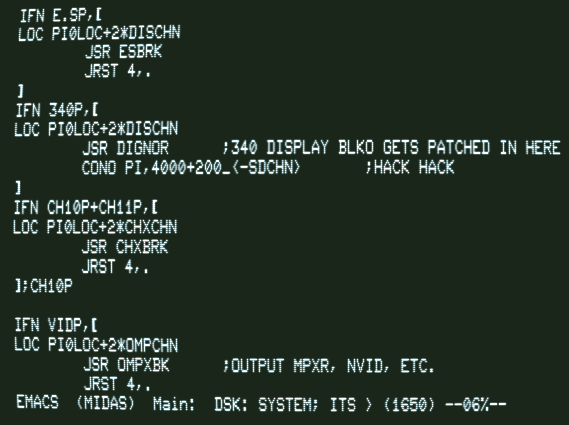 IFN E.SP,[
LOC PI0LOC+2*DISCHN
        JSR ESBRK
        JRST 4,.
]
IFN 340P,[
LOC PI0LOC+2*DISCHN
        JSR DIGNOR      ;340 DISPLAY BLKO GETS PATCHED IN HERE
        CONO PI,4000+200_<-SDCHN>       ;HACK HACK
]
IFN CH10P+CH11P,[
LOC PI0LOC+2*CHXCHN
        JSR CHXBRK
        JRST 4,.
];CH10P

IFN VIDP,[
LOC PI0LOC+2*OMPCHN
        JSR OMPXBK      ;OUTPUT MPXR, NVID, ETC.
        JRST 4,.
EMACS  (MIDAS)  Main:  DSK: SYSTEM; ITS > (1650) --06%--